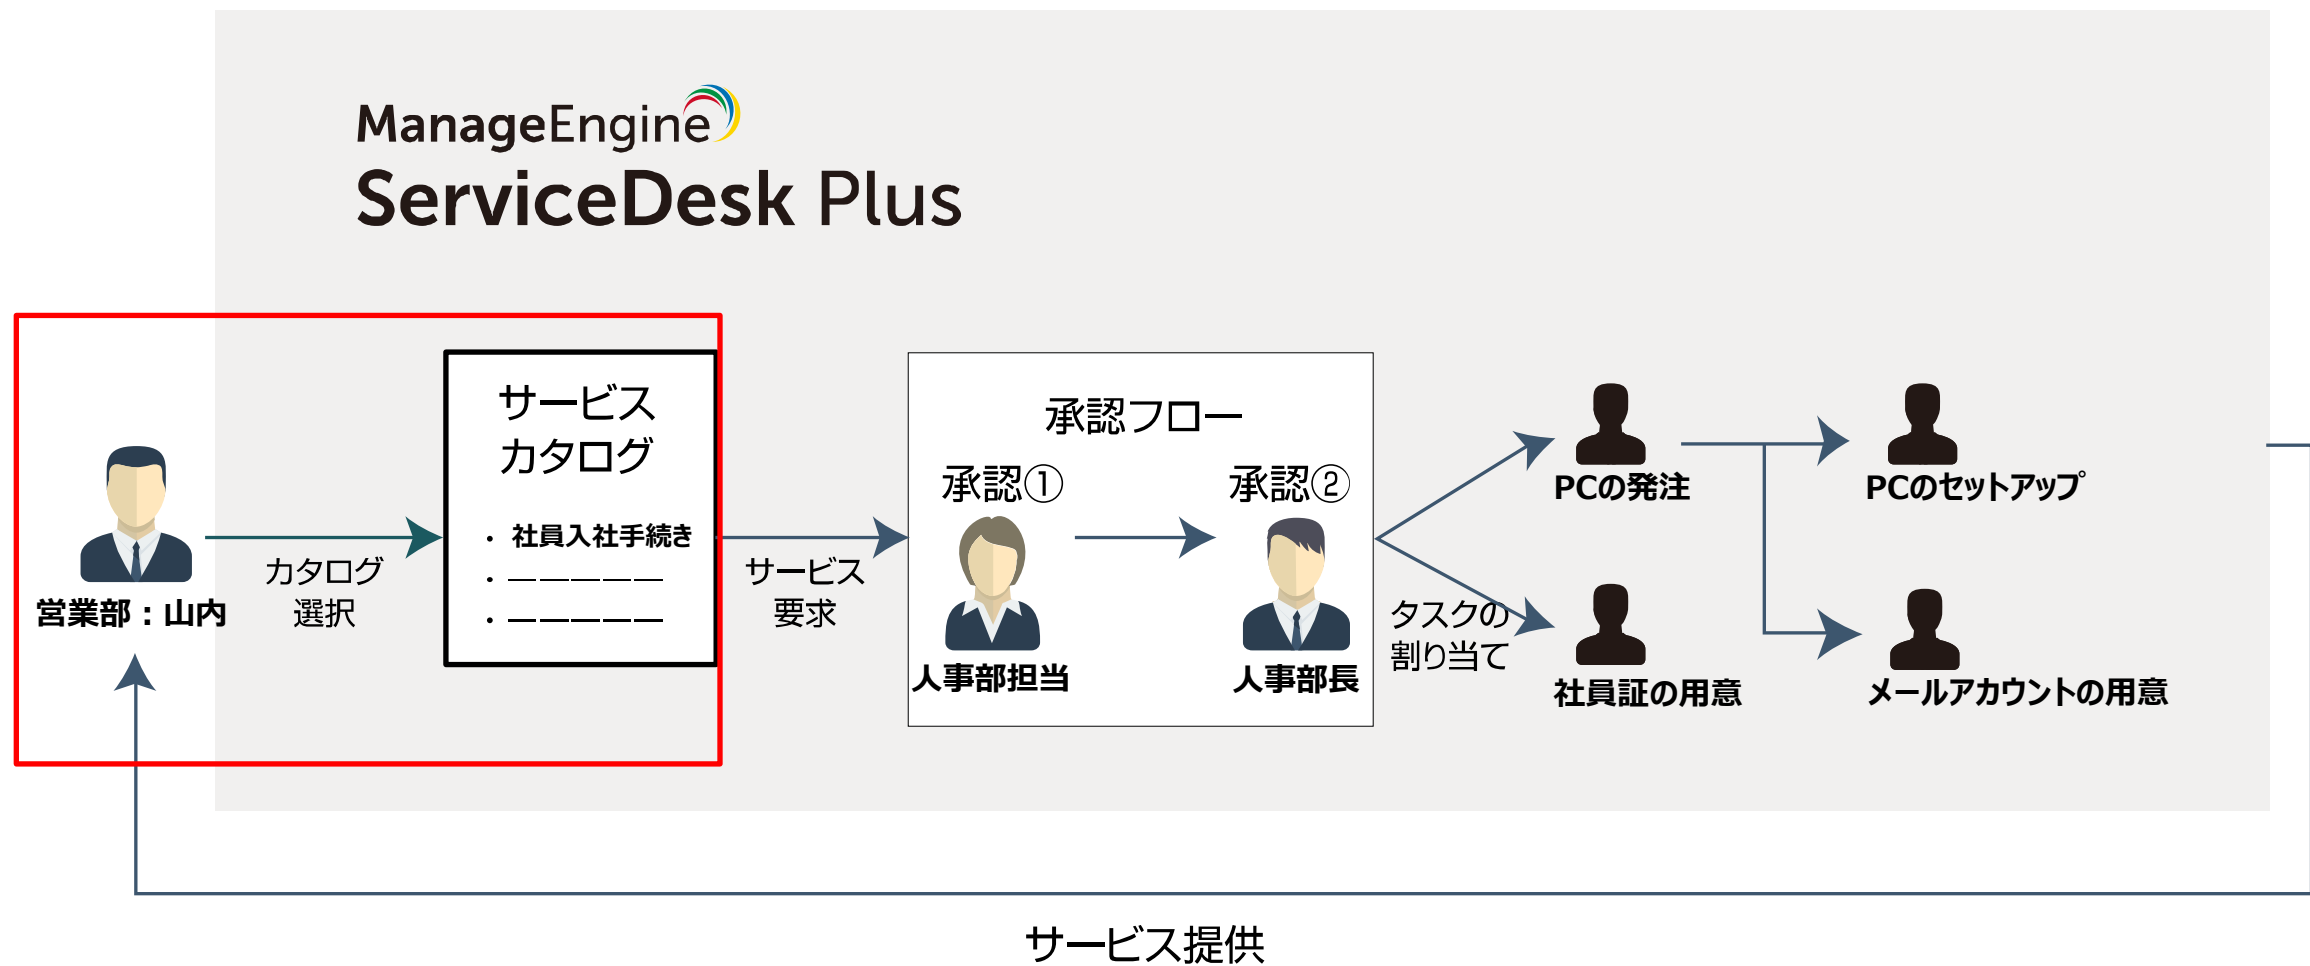 ManageEngine
ServiceDesk Plus
営業部：山内
カタログ
選択
サービス
カタログ
・ 社員入社手続き
サービス
要求
承認フロー
承認①
人事部担当
承認②
人事部長
タスクの
割り当て
PCの発注
社員証の用意
PCのセットアップ
メールアカウントの用意
サービス提供